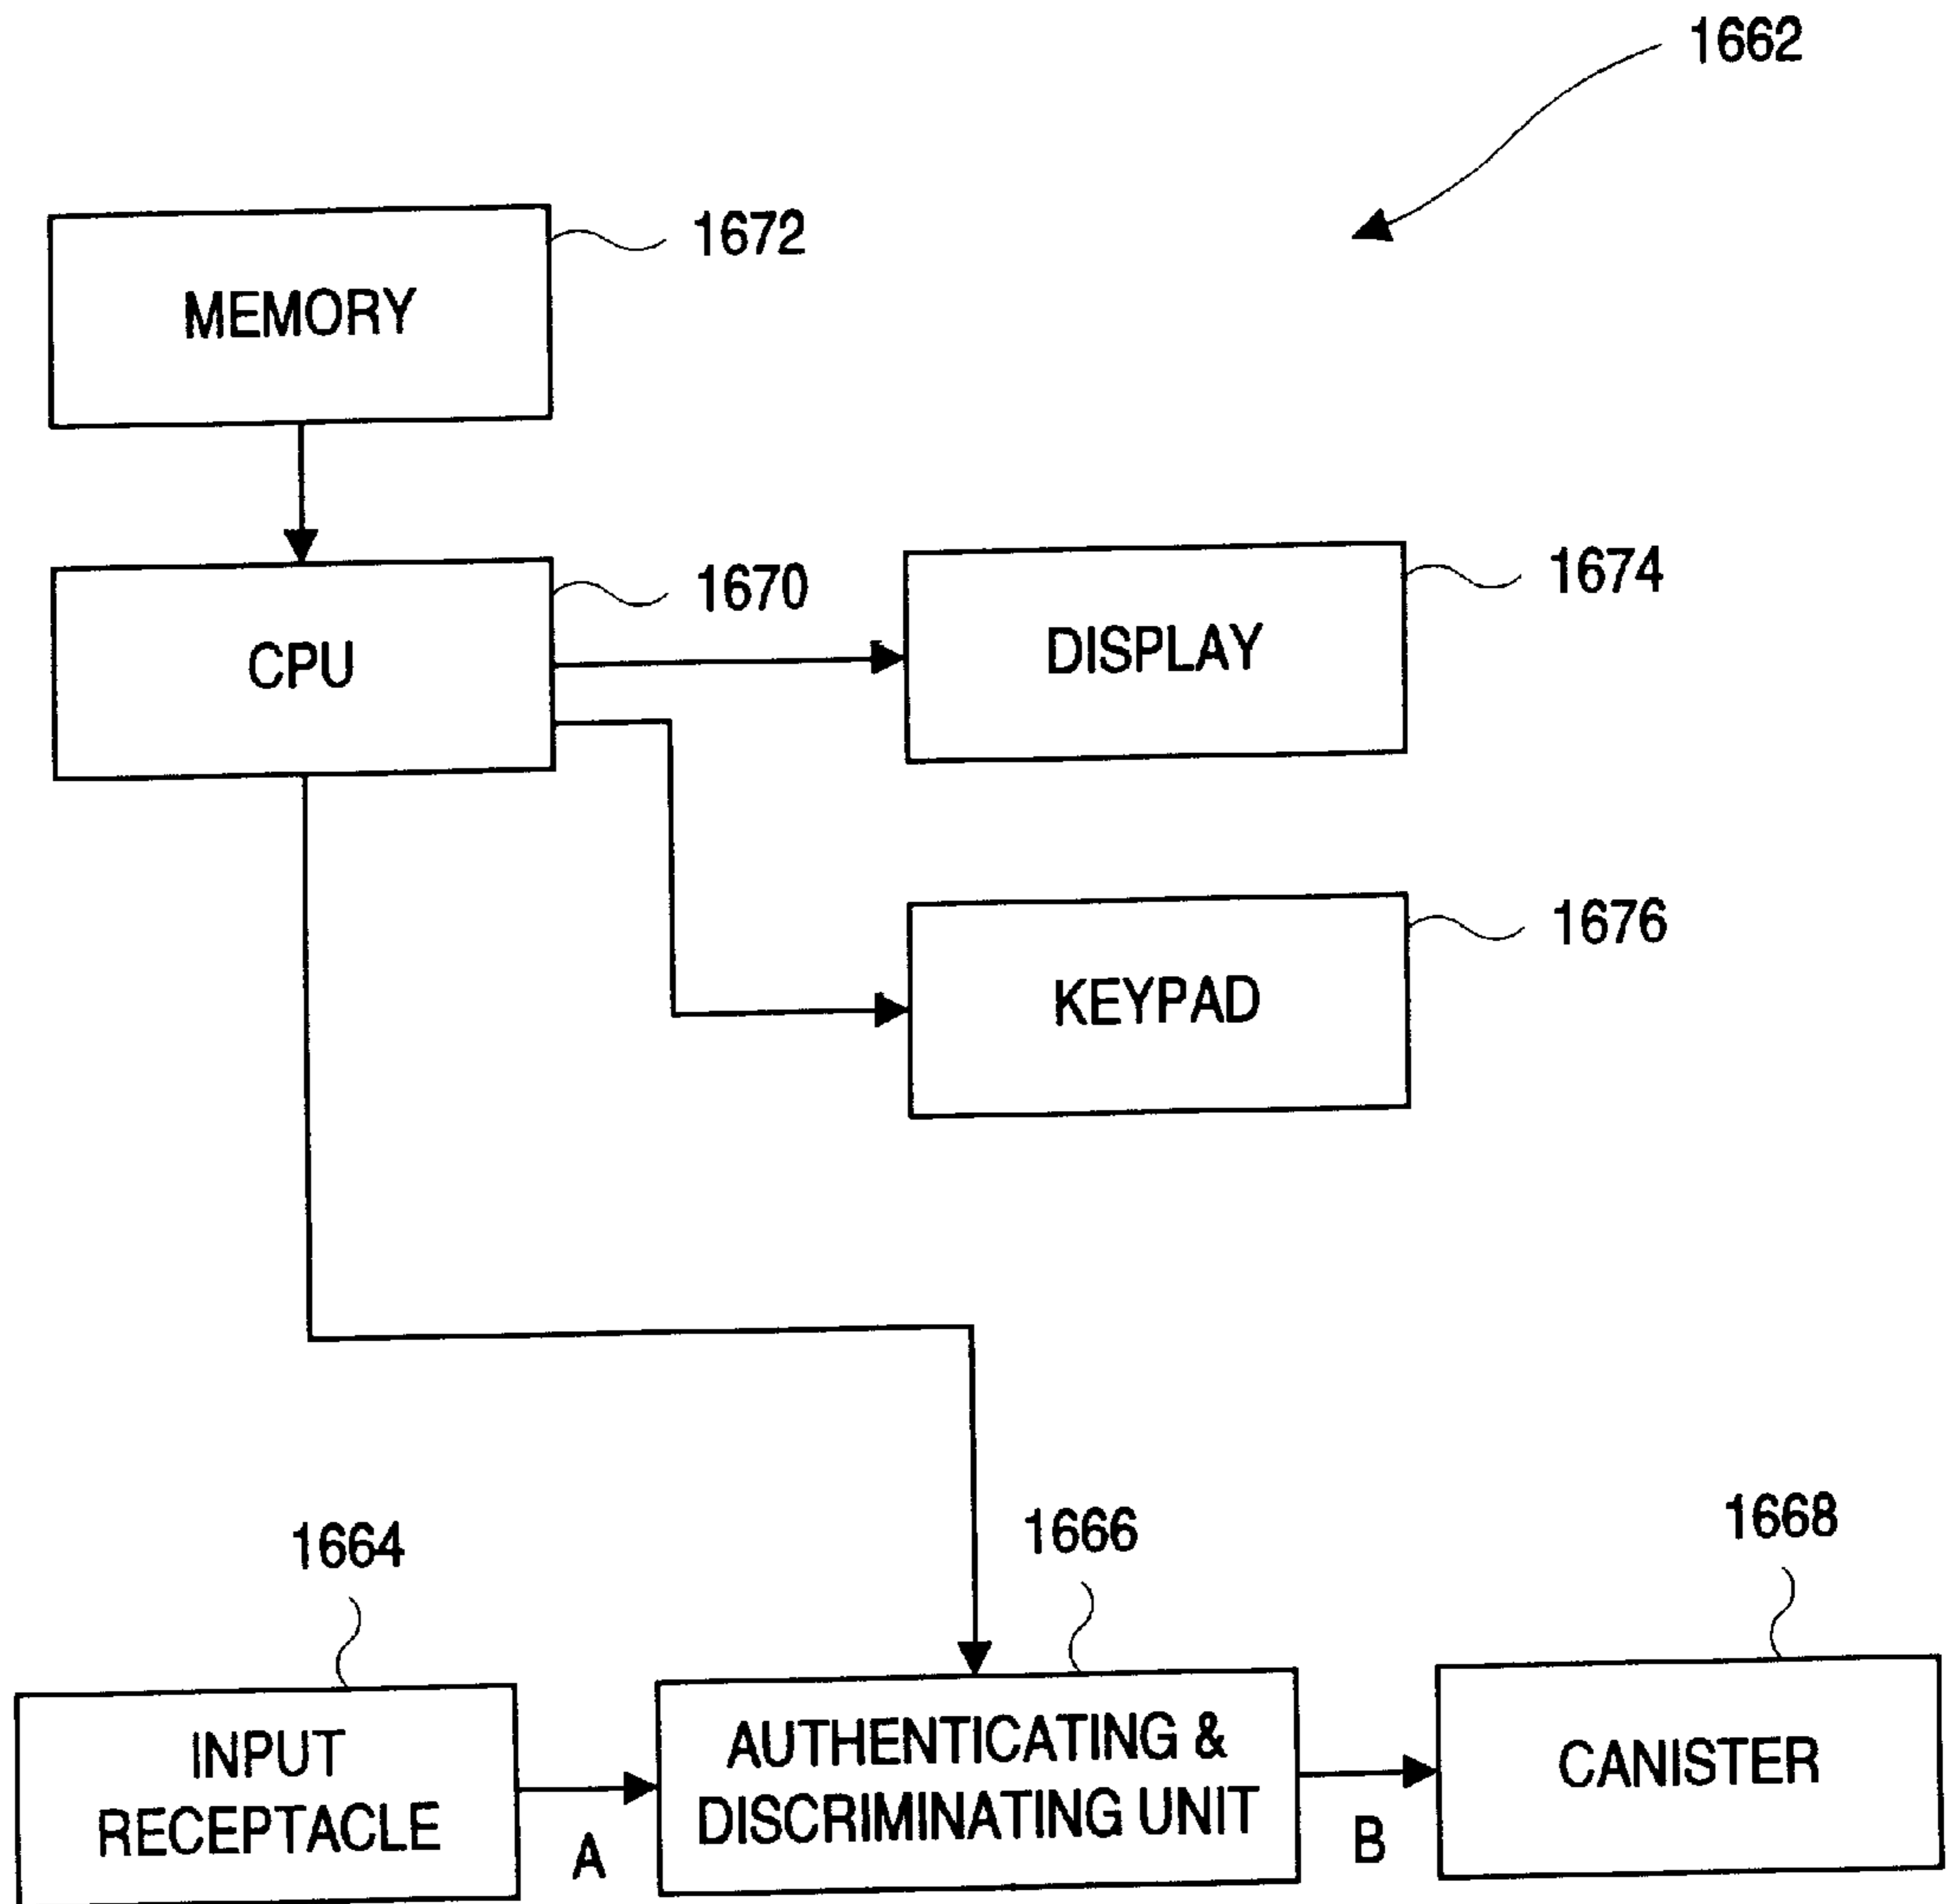 1662
1672
MEMORY
1670
CPU
1674
DISPLAY
1676
KEYPAD
1664
INPUT
RECEPTACLE
A
1666
AUTHENTICATING &
DISCRIMINATING UNIT
B
1668
CANISTER